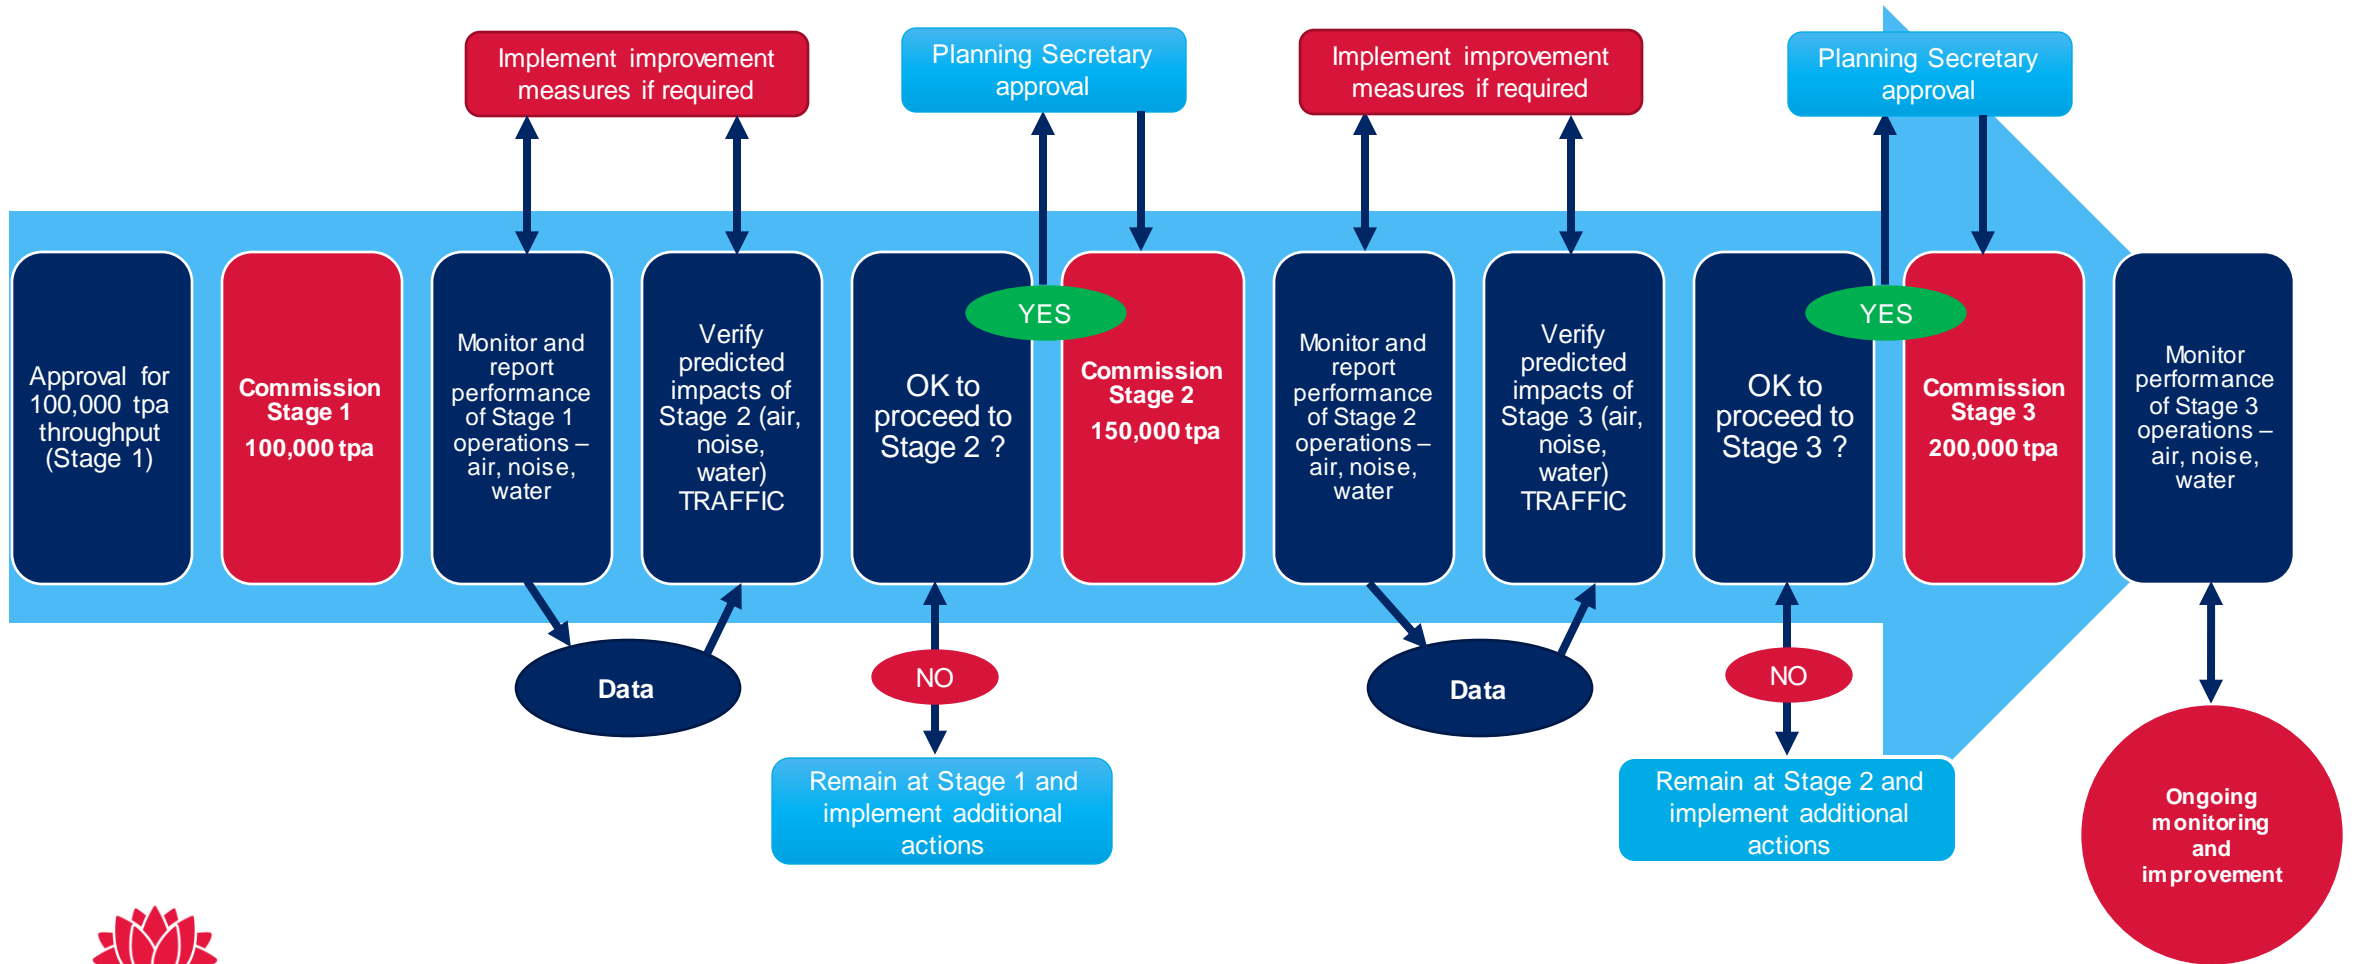 Implement improvement
measures if required
Planning Secretary
approval
Implement improvement
measures if required
Planning Secretary
approval
Approval for
100,000 tpa
throughput
(Stage 1)
Commission
Stage 1
100,000 tpa
Monitor and
report
performance
of Stage 1
operations –
air, noise,
water
Verify
predicted
impacts of
Stage 2 (air,
noise,
water)
TRAFFIC
OK to
proceed to
Stage 2 ?
YES
Commission
Stage 2
150,000 tpa
Monitor and
report
performance
of Stage 2
operations –
air, noise,
water
Verify
predicted
impacts of
Stage 3 (air,
noise,
water)
TRAFFIC
OK to
proceed to
Stage 3 ?
YES
Commission
Stage 3
200,000 tpa
Monitor
performance
of Stage 3
operations –
air, noise,
water
Data
NO
Data
NO
Remain at Stage 1 and
implement additional
actions
Remain at Stage 2 and
implement additional
actions
Ongoing
monitoring
and
improvement